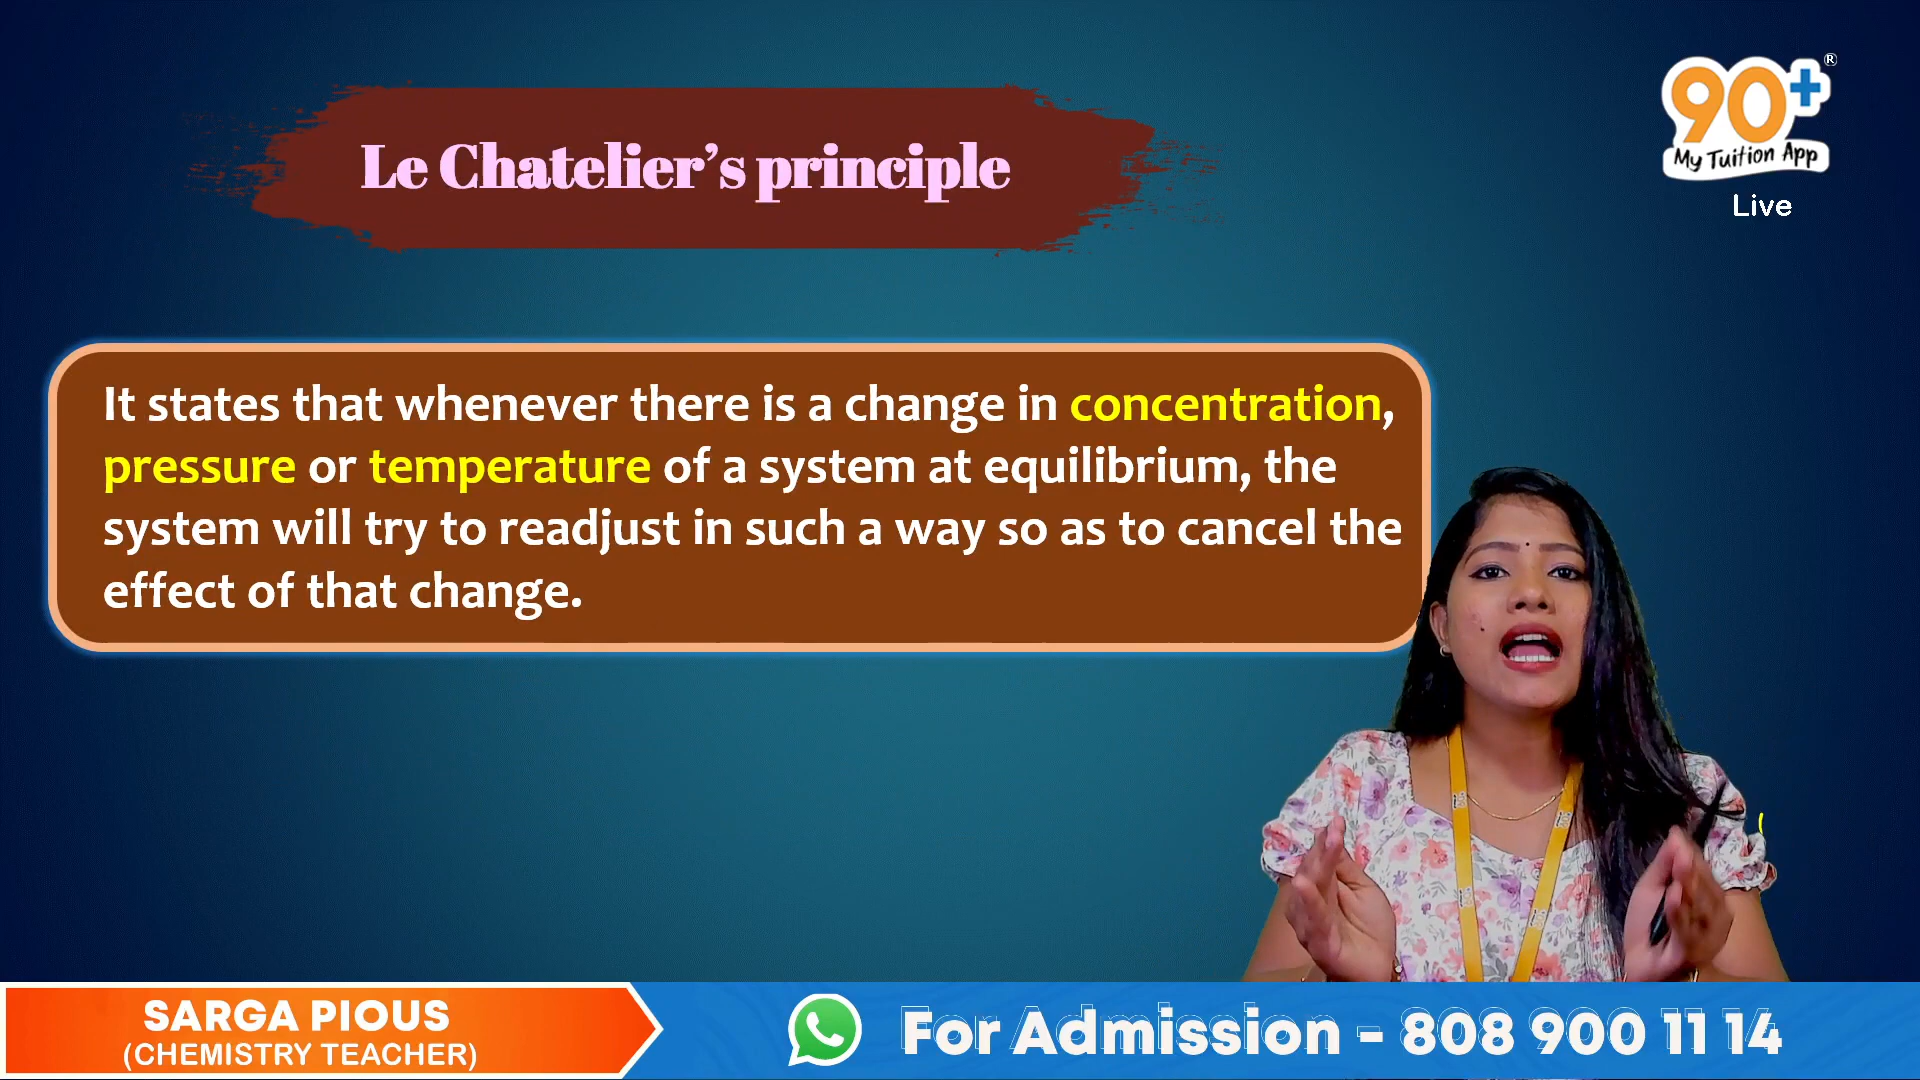 Le Chatelier's principle
90+
®
My Tuition App
Live
It states that whenever there is a change in concentration,
pressure or temperature of a system at equilibrium, the
system will try to readjust in such a way so as to cancel the
effect of that change.
SARGA PIOUS
(CHEMISTRY TEACHER)
For Admission - 808 900 11 14